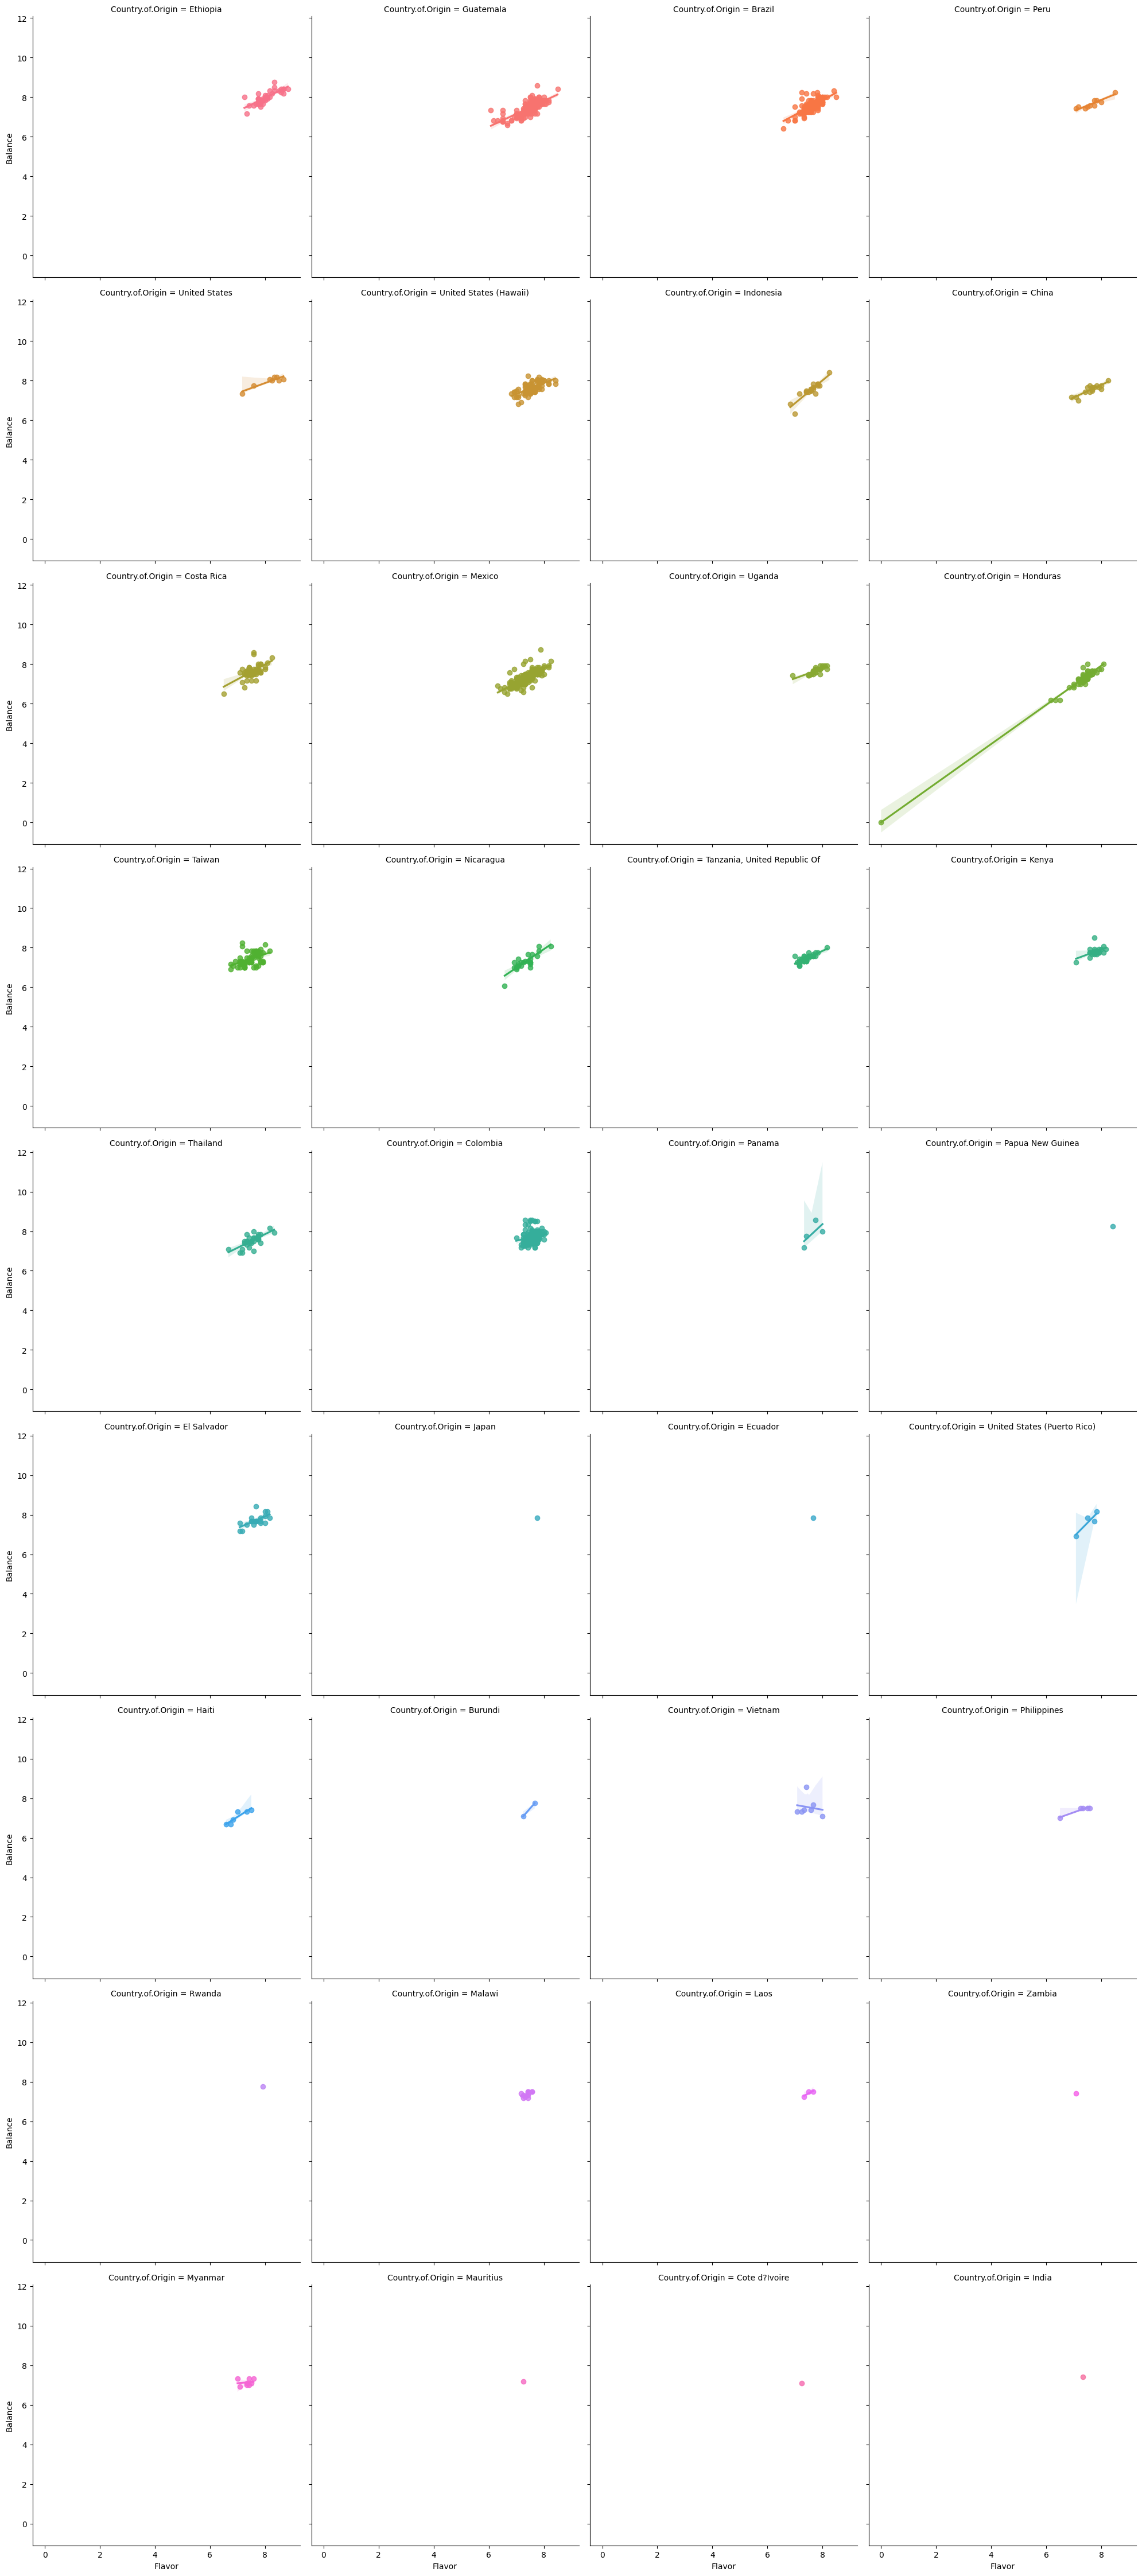 Country.of.Origin = Ethiopia
Country.of.Origin = Guatemala
Country.of.Origin = Brazil
Country.of.Origin = Peru
12
10
8
6
4
2
0
Balance
Country.of.Origin = United States
Country.of.Origin = United States (Hawaii)
Country.of.Origin = Indonesia
Country.of.Origin = China
12
10
8
6
4
2
0
Balance
Country.of.Origin = Costa Rica
Country.of.Origin = Mexico
Country.of.Origin = Uganda
Country.of.Origin = Honduras
12
10
8
6
4
2
0
Balance
Country.of.Origin = Taiwan
Country.of.Origin = Nicaragua
Country.of.Origin = Tanzania, United Republic Of
Country.of.Origin = Kenya
12
10
8
6
4
2
0
Balance
Country.of.Origin = Thailand
Country.of.Origin = Colombia
Country.of.Origin = Panama
Country.of.Origin = Papua New Guinea
12
10
8
6
4
2
0
Balance
Country.of.Origin = El Salvador
Country.of.Origin = Japan
Country.of.Origin = Ecuador
Country.of.Origin = United States (Puerto Rico)
12
10
8
6
4
2
0
Balance
Country.of.Origin = Haiti
Country.of.Origin = Burundi
Country.of.Origin = Vietnam
Country.of.Origin = Philippines
12
10
8
6
4
2
0
Balance
Country.of.Origin = Rwanda
Country.of.Origin = Malawi
Country.of.Origin = Laos
Country.of.Origin = Zambia
12
10
8
6
4
2
0
Balance
Country.of.Origin = Myanmar
Country.of.Origin = Mauritius
Country.of.Origin = Cote d?Ivoire
Country.of.Origin = India
12
10
8
6
4
2
0
Balance
0 2 4 6 8
0 2 4 6 8
0 2 4 6 8
0 2 4 6 8
Flavor
Flavor
Flavor
Flavor